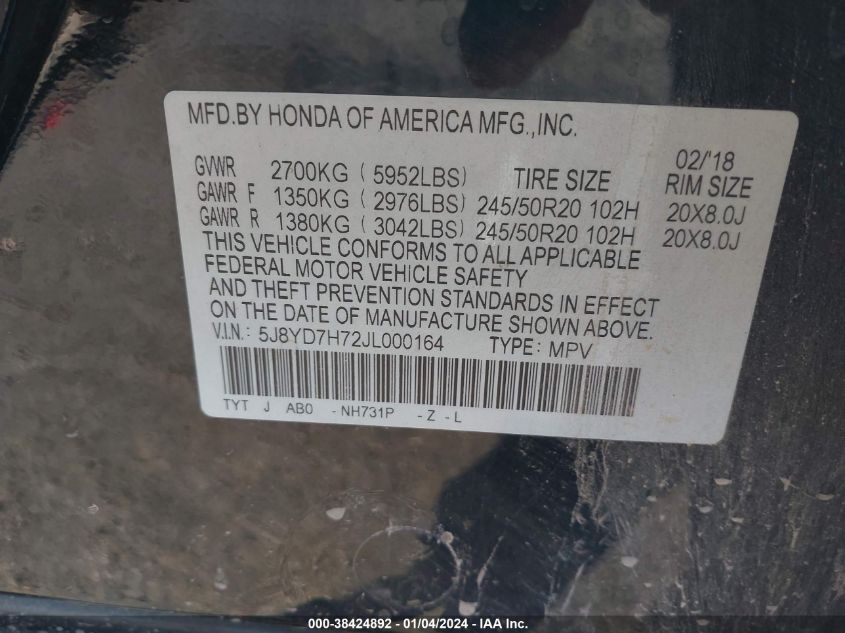 MFD.BY HONDA OF AMERICA MFG.,INC.
02/'18
GVWR 2700KG ( 5952LBS) TIRE SIZE RIM SIZE
GAWR F 1350KG ( 2976LBS) 245/50R20 102H 20X8.0J
GAWR R 1380KG ( 3042LBS) 245/50R20 102H 20X8.0J
THIS VEHICLE CONFORMS TO ALL APPLICABLE
FEDERAL MOTOR VEHICLE SAFETY
AND THEFT PREVENTION STANDARDS IN EFFECT
ON THE DATE OF MANUFACTURE SHOWN ABOVE.
V.I.N.: 5J8YD7H72JL000164 TYPE: MPV
TYT J AB0 - NH731P - Z - L
000-38424892 - 01/04/2024 - IAA Inc.